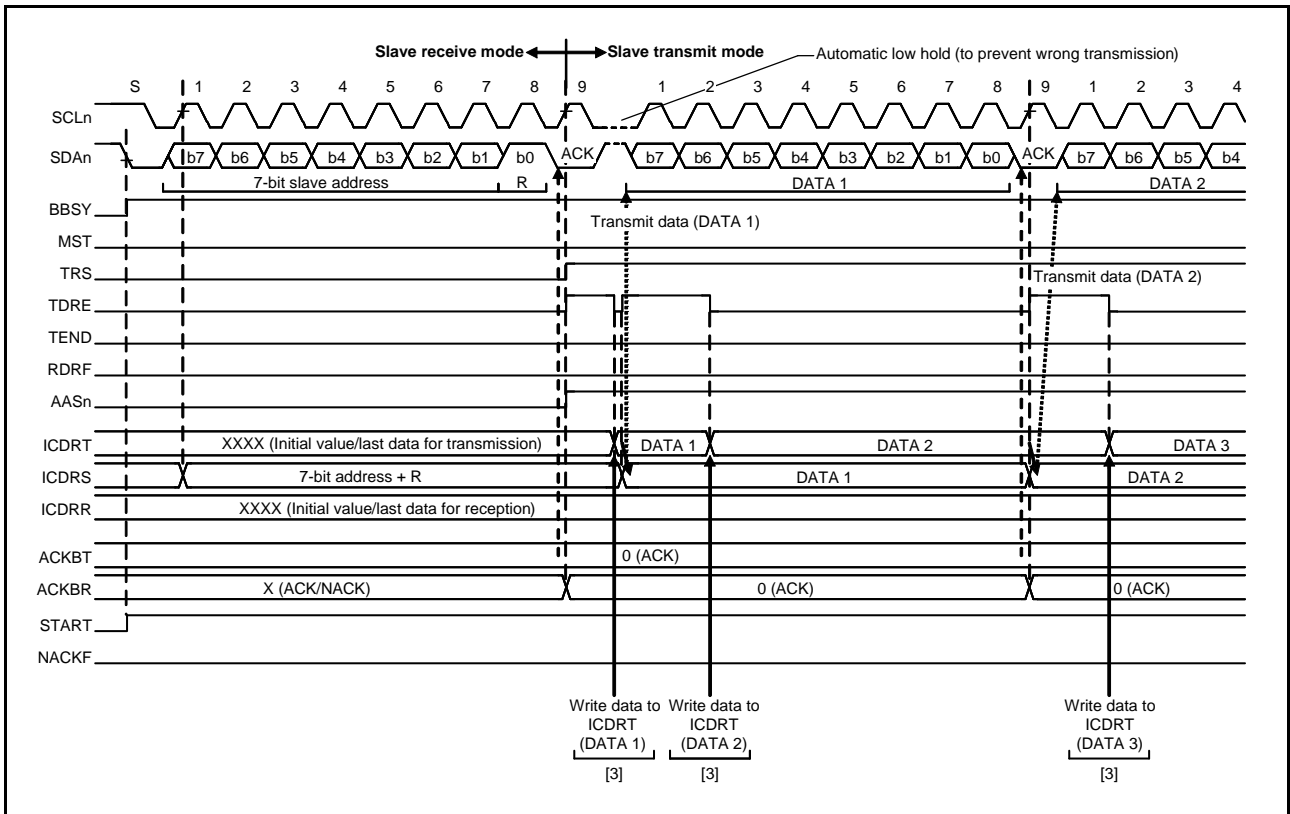 Slave receive mode Slave transmit mode Automatic low hold (to prevent wrong transmission)
S 1 2 3 4 5 6 7 8 9 1 2 3 4 5 6 7 8 9 1 2 3 4
SCLn
SDAn b7 b6 b5 b4 b3 b2 b1 b0 ACK b7 b6 b5 b4 b3 b2 b1 b0 ACK b7 b6 b5 b4
7-bit slave address R DATA 1 DATA 2
BBSY
Transmit data (DATA 1)
MST
TRS
Transmit data (DATA 2)
TDRE
TEND
RDRF
AASn
ICDRT XXXX (Initial value/last data for transmission) DATA 1 DATA 2 DATA 3
ICDRS 7-bit address + R DATA 1 DATA 2
ICDRR XXXX (Initial value/last data for reception)
ACKBT 0 (ACK)
ACKBR X (ACK/NACK) 0 (ACK) 0 (ACK)
START
NACKF
Write data to Write data to Write data to
ICDRT ICDRT ICDRT
(DATA 1) (DATA 2) (DATA 3)
[3] [3] [3]